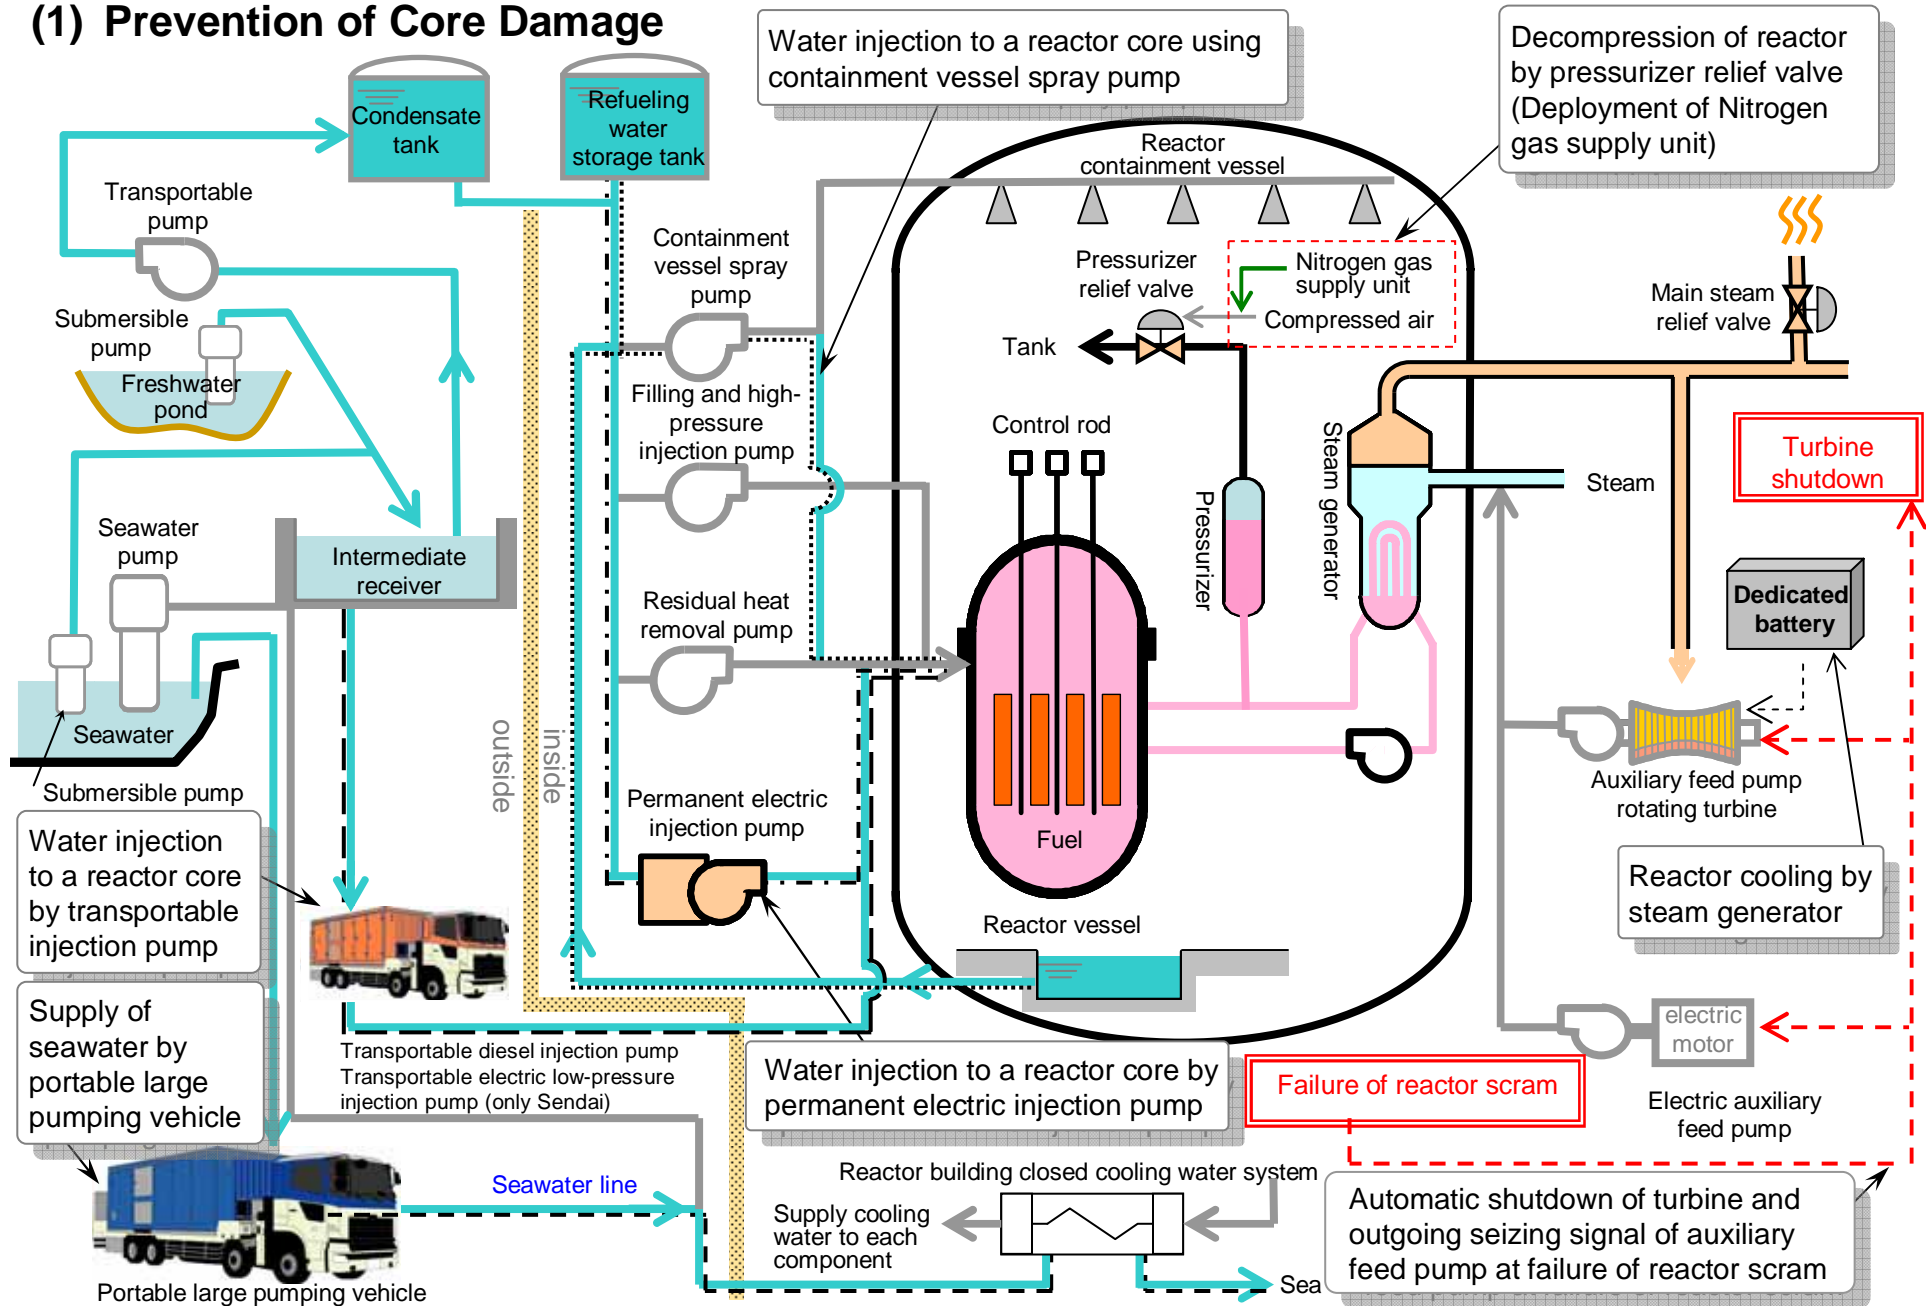 (1) Prevention of Core Damage
Water injection to a reactor core using
containment vessel spray pump
Decompression of reactor
by pressurizer relief valve
(Deployment of Nitrogen
gas supply unit)
Condensate
tank
Refueling
water
storage tank
Reactor
containment vessel
Transportable
pump
Containment
vessel spray
pump
Pressurizer
relief valve
Nitrogen gas
supply unit
Compressed air
Main steam
relief valve
Submersible
pump
Tank
Freshwater
pond
Filling and high-
pressure
injection pump
Control rod
Steam generator
Turbine
shutdown
Steam
Pressurizer
Seawater
pump
Intermediate
receiver
Residual heat
removal pump
Dedicated
battery
Seawater
outside
inside
Submersible pump
Permanent electric
injection pump
Auxiliary feed pump
rotating turbine
Fuel
Water injection
to a reactor core
by transportable
injection pump
Reactor cooling by
steam generator
Reactor vessel
Supply of
seawater by
portable large
pumping vehicle
electric
motor
Transportable diesel injection pump
Transportable electric low-pressure
injection pump (only Sendai)
Water injection to a reactor core by
permanent electric injection pump
Failure of reactor scram
Electric auxiliary
feed pump
Reactor building closed cooling water system
Seawater line
Supply cooling
water to each
component
Automatic shutdown of turbine and
outgoing seizing signal of auxiliary
feed pump at failure of reactor scram
Sea
Portable large pumping vehicle